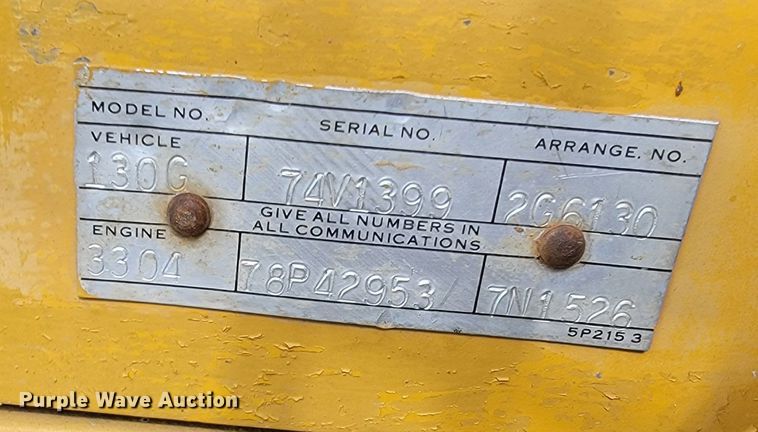 MODEL NO. SERIAL NO. ARRANGE. NO.
VEHICLE
130G 74V1399 2G6130
GIVE ALL NUMBERS IN
ALL COMMUNICATIONS
ENGINE
3304 78P42953 7N1526
5P215 3
Purple Wave Auction